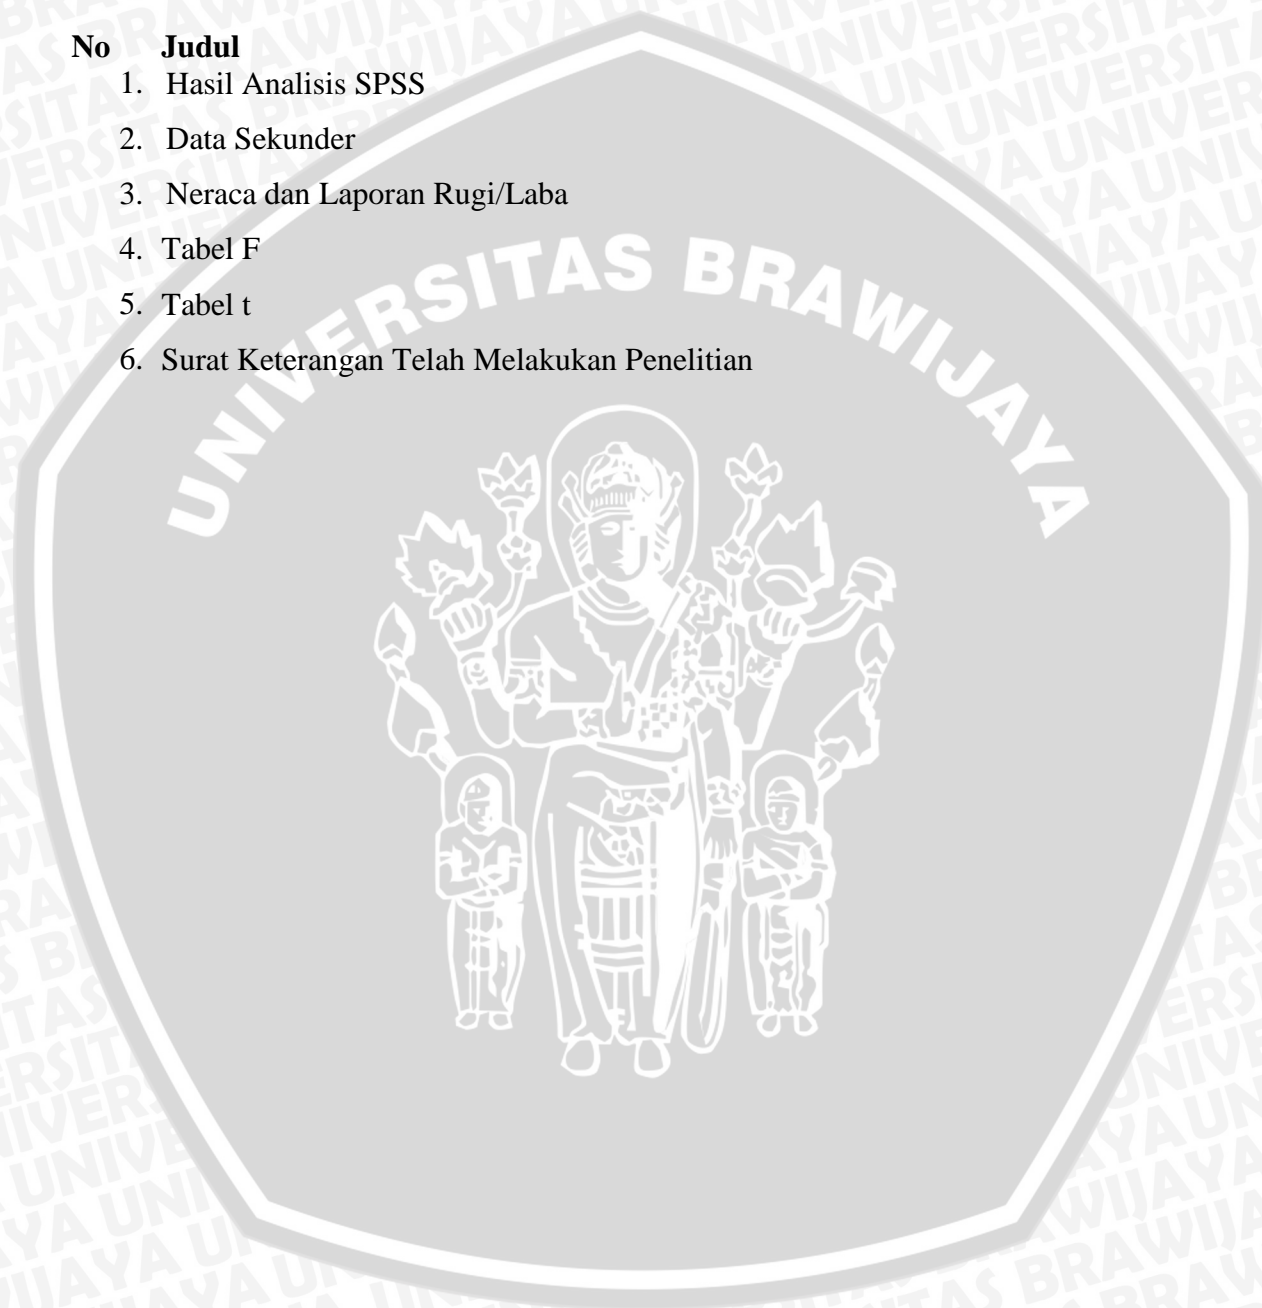 No Judul
1. Hasil Analisis SPSS
2. Data Sekunder
3. Neraca dan Laporan Rugi/Laba
4. Tabel F
5. Tabel t
6. Surat Keterangan Telah Melakukan Penelitian
UNIVERSITAS BRAWIJAYA